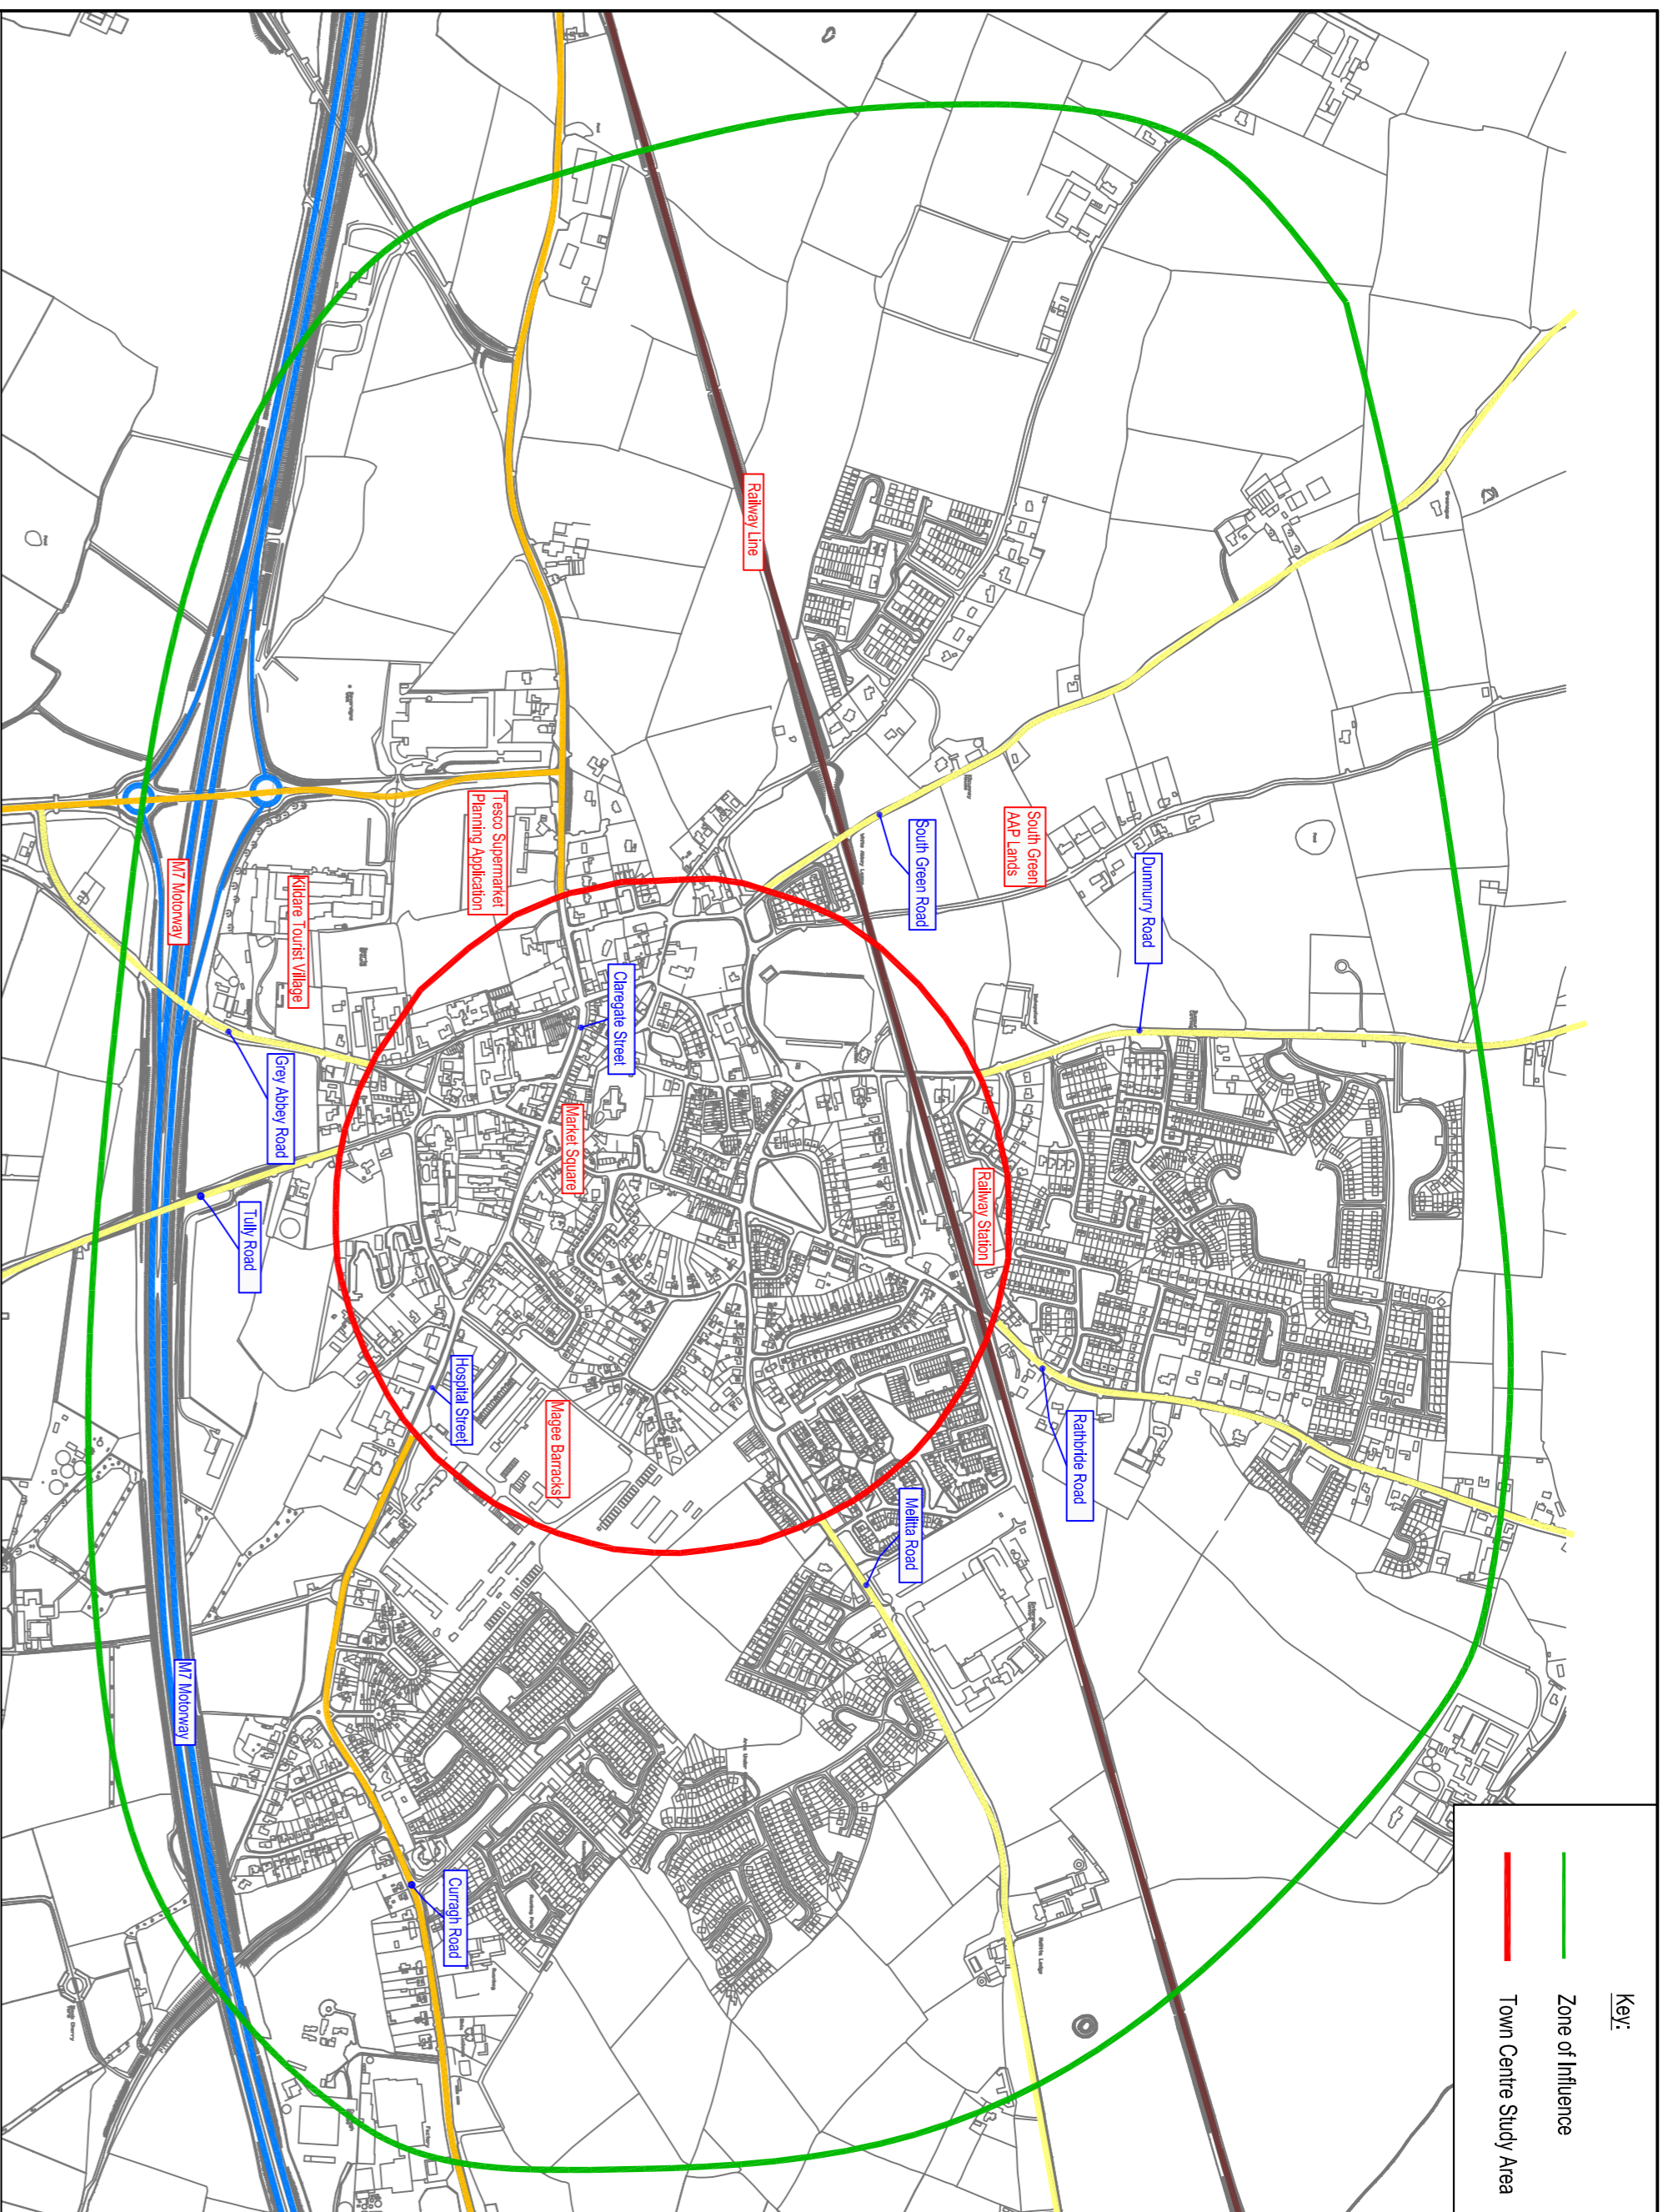 Key:
Zone of Influence
Town Centre Study Area
Railway Line
South Green
AAP Lands
South Green Road
Dunmurry Road
Tesco Supermarket
Planning Application
Kildare Tourist Village
M7 Motorway
Claregate Street
Market Square
Grey Abbey Road
Tully Road
Railway Station
Rathbride Road
Hospital Street
Magee Barracks
Melitta Road
M7 Motorway
Curragh Road
Factory